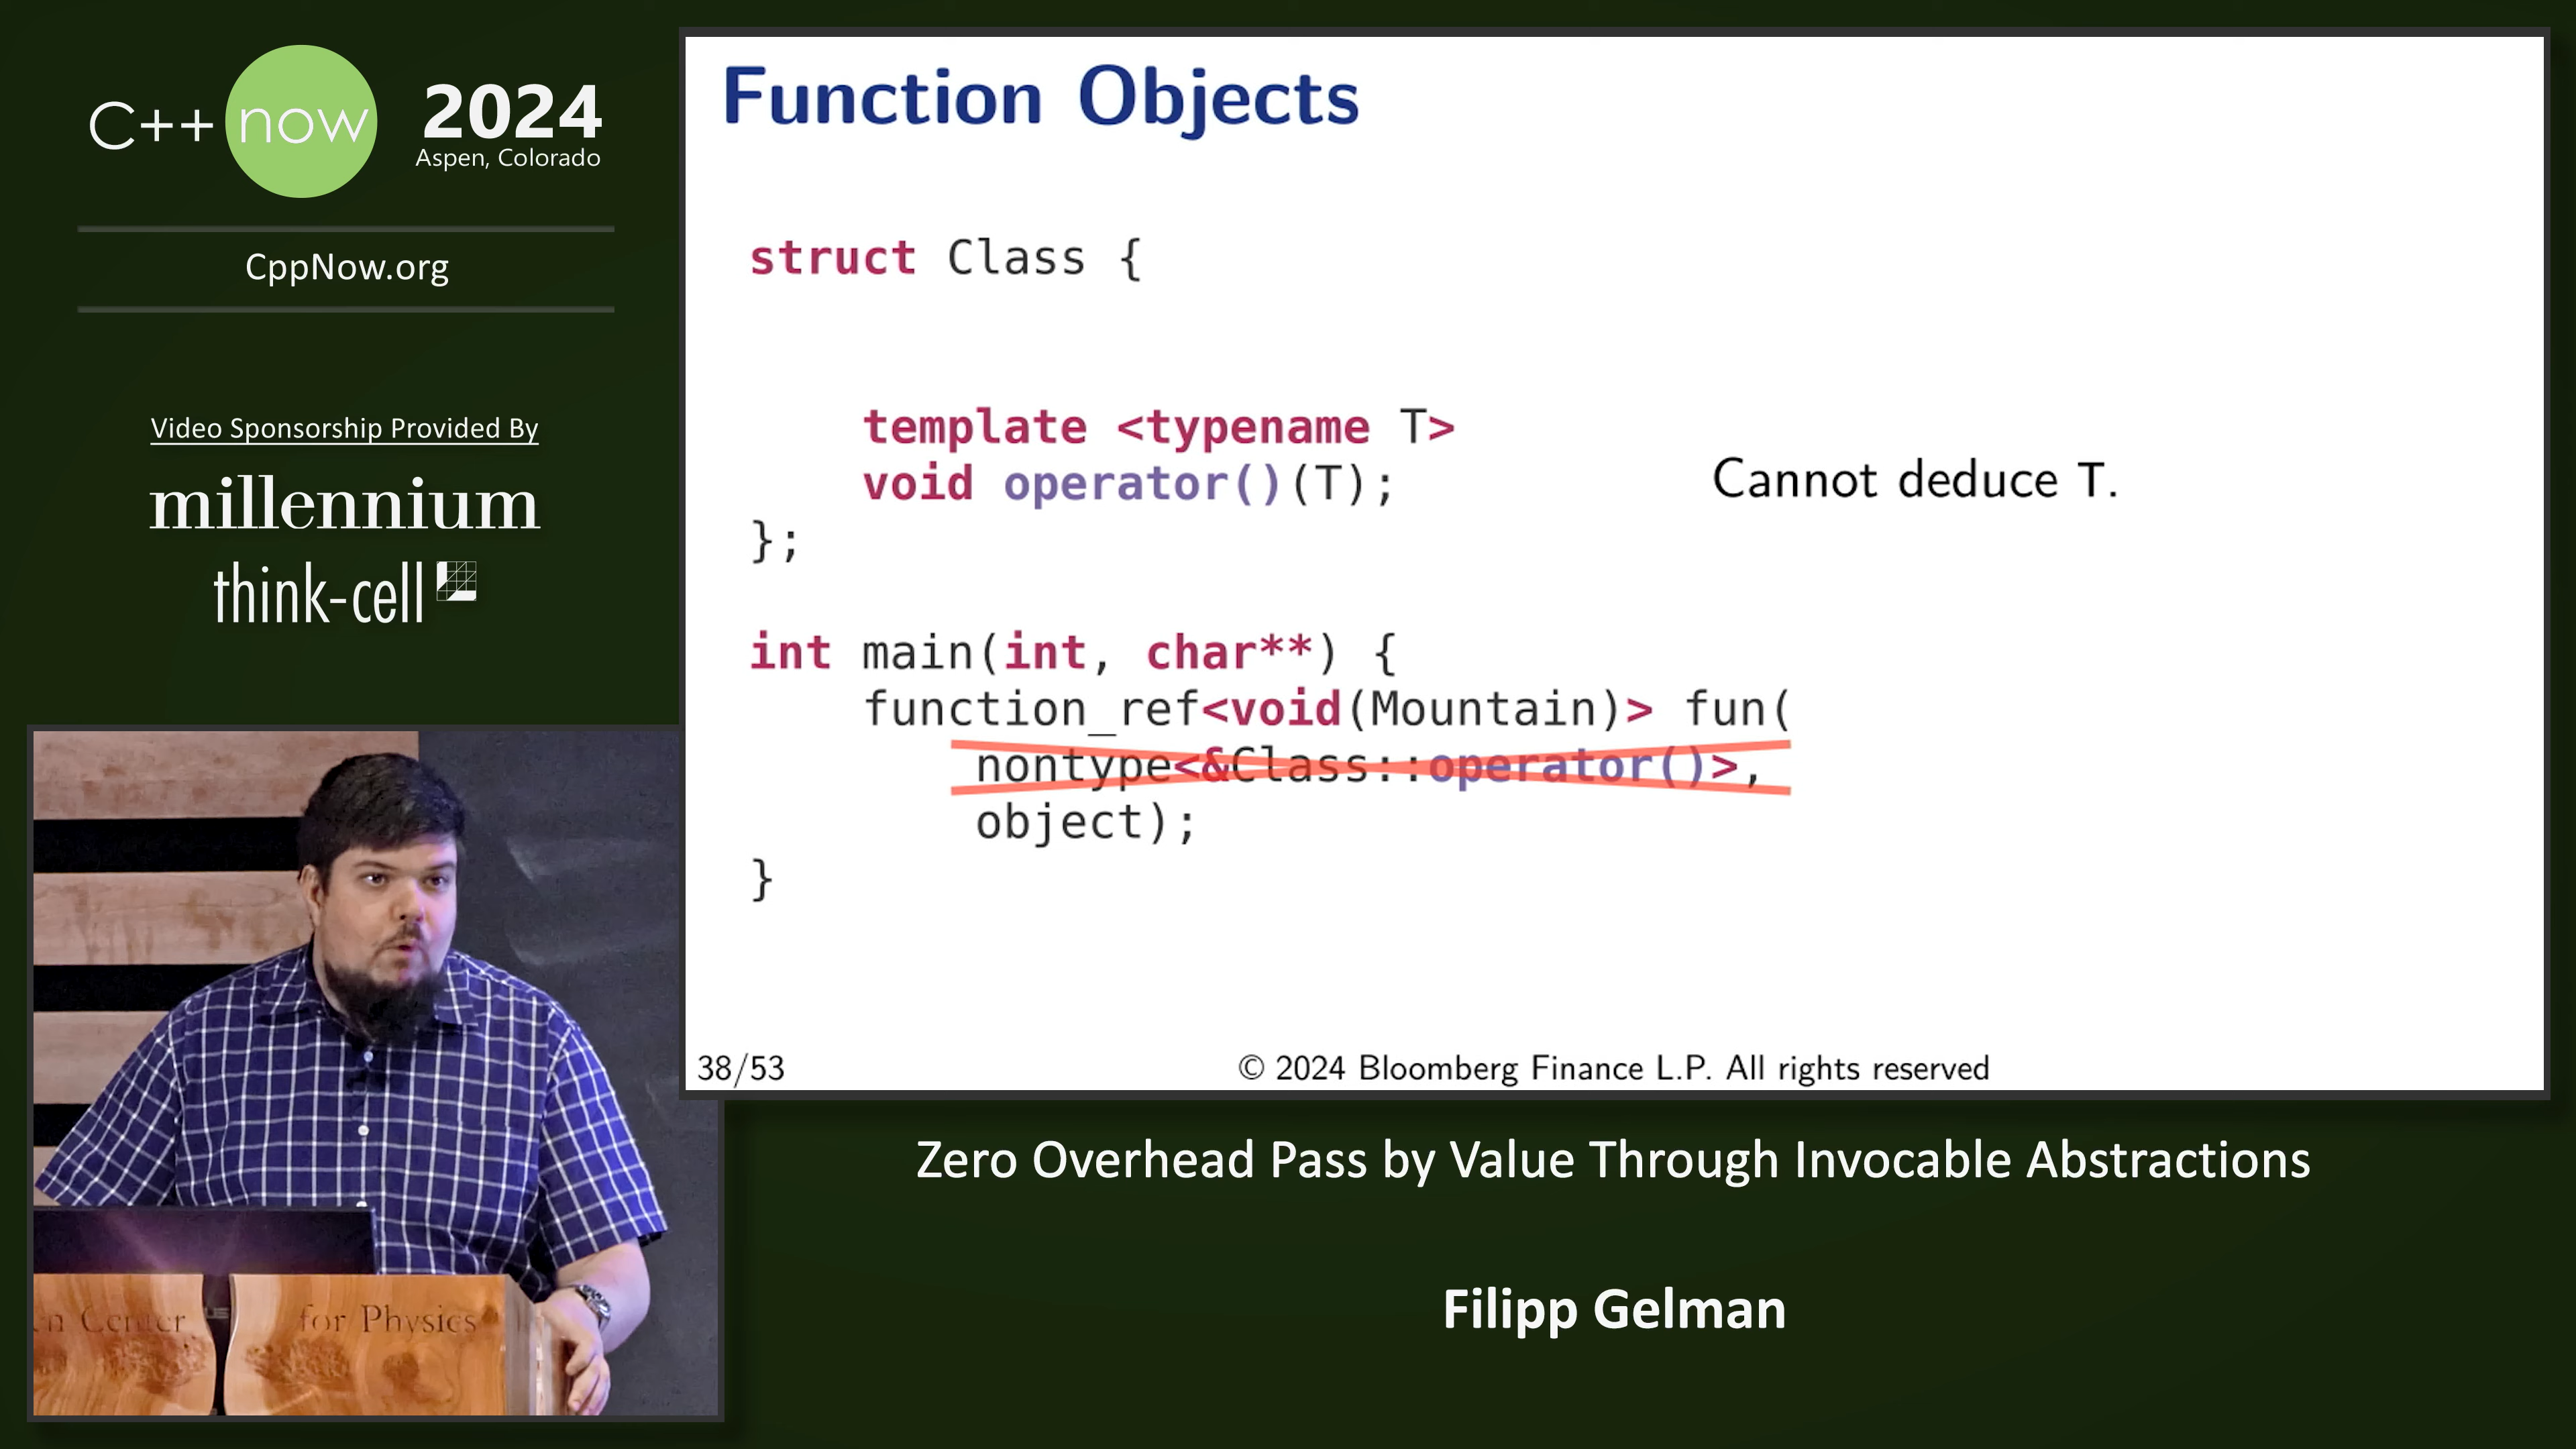 C++ now 2024
Aspen, Colorado
CppNow.org
Video Sponsorship Provided By
millennium
think-cell
Function Objects
struct Class {
template <typename T>
void operator()(T);
};
Cannot deduce T.
int main(int, char**) {
function_ref<void(Mountain)> fun(
nontype<&Class::operator()>,
object);
}
38/53
© 2024 Bloomberg Finance L.P. All rights reserved
Center for Physics
Zero Overhead Pass by Value Through Invocable Abstractions
Filipp Gelman